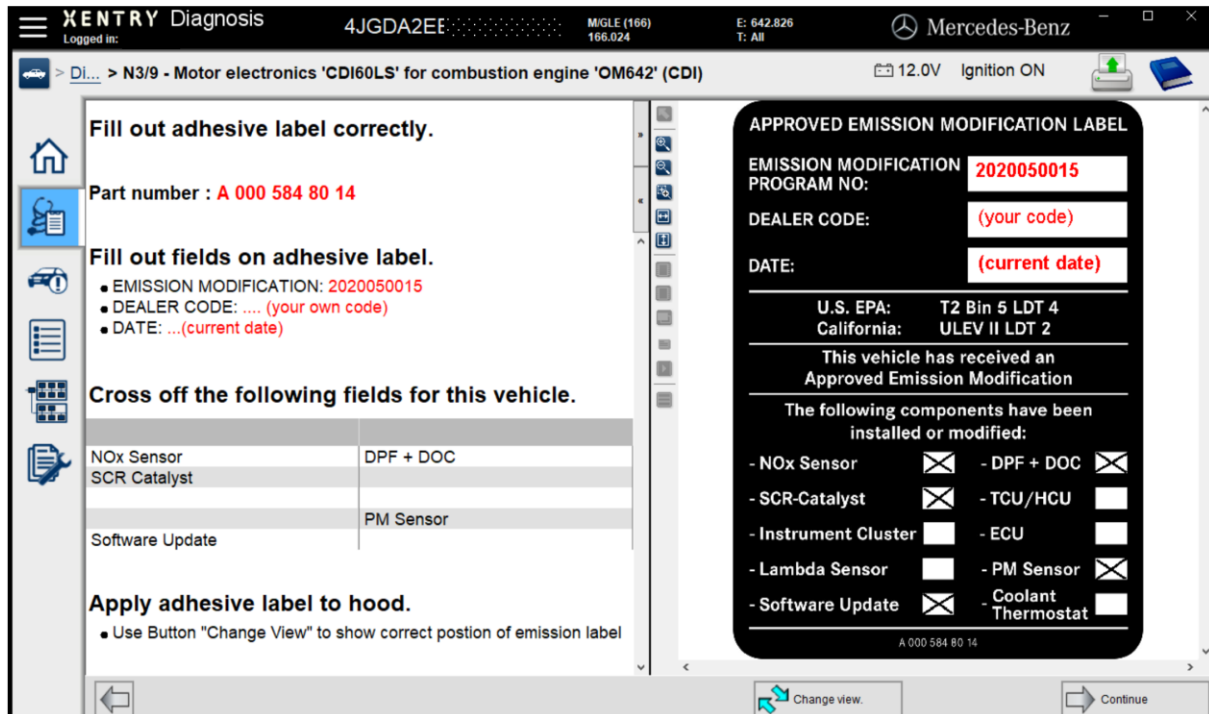 XENTRY Diagnosis
Logged in:
4JGDA2EE
M/GLE (166)
166.024
E: 642.826
T: All
Mercedes-Benz
> Di... > N3/9 - Motor electronics 'CDI60LS' for combustion engine 'OM642' (CDI)
12.0V Ignition ON
Fill out adhesive label correctly.
Part number : A 000 584 80 14
Fill out fields on adhesive label.
• EMISSION MODIFICATION: 2020050015
• DEALER CODE: .... (your own code)
• DATE: ...(current date)
Cross off the following fields for this vehicle.
NOx Sensor DPF + DOC
SCR Catalyst
PM Sensor
Software Update
Apply adhesive label to hood.
• Use Button "Change View" to show correct postion of emission label
APPROVED EMISSION MODIFICATION LABEL
EMISSION MODIFICATION
PROGRAM NO: 2020050015
DEALER CODE: (your code)
DATE: (current date)
U.S. EPA: T2 Bin 5 LDT 4
California: ULEV II LDT 2
This vehicle has received an
Approved Emission Modification
The following components have been
installed or modified:
- NOx Sensor - DPF + DOC
- SCR-Catalyst - TCU/HCU
- Instrument Cluster - ECU
- Lambda Sensor - PM Sensor
- Software Update - Coolant
Thermostat
A 000 584 80 14
Change view.
Continue